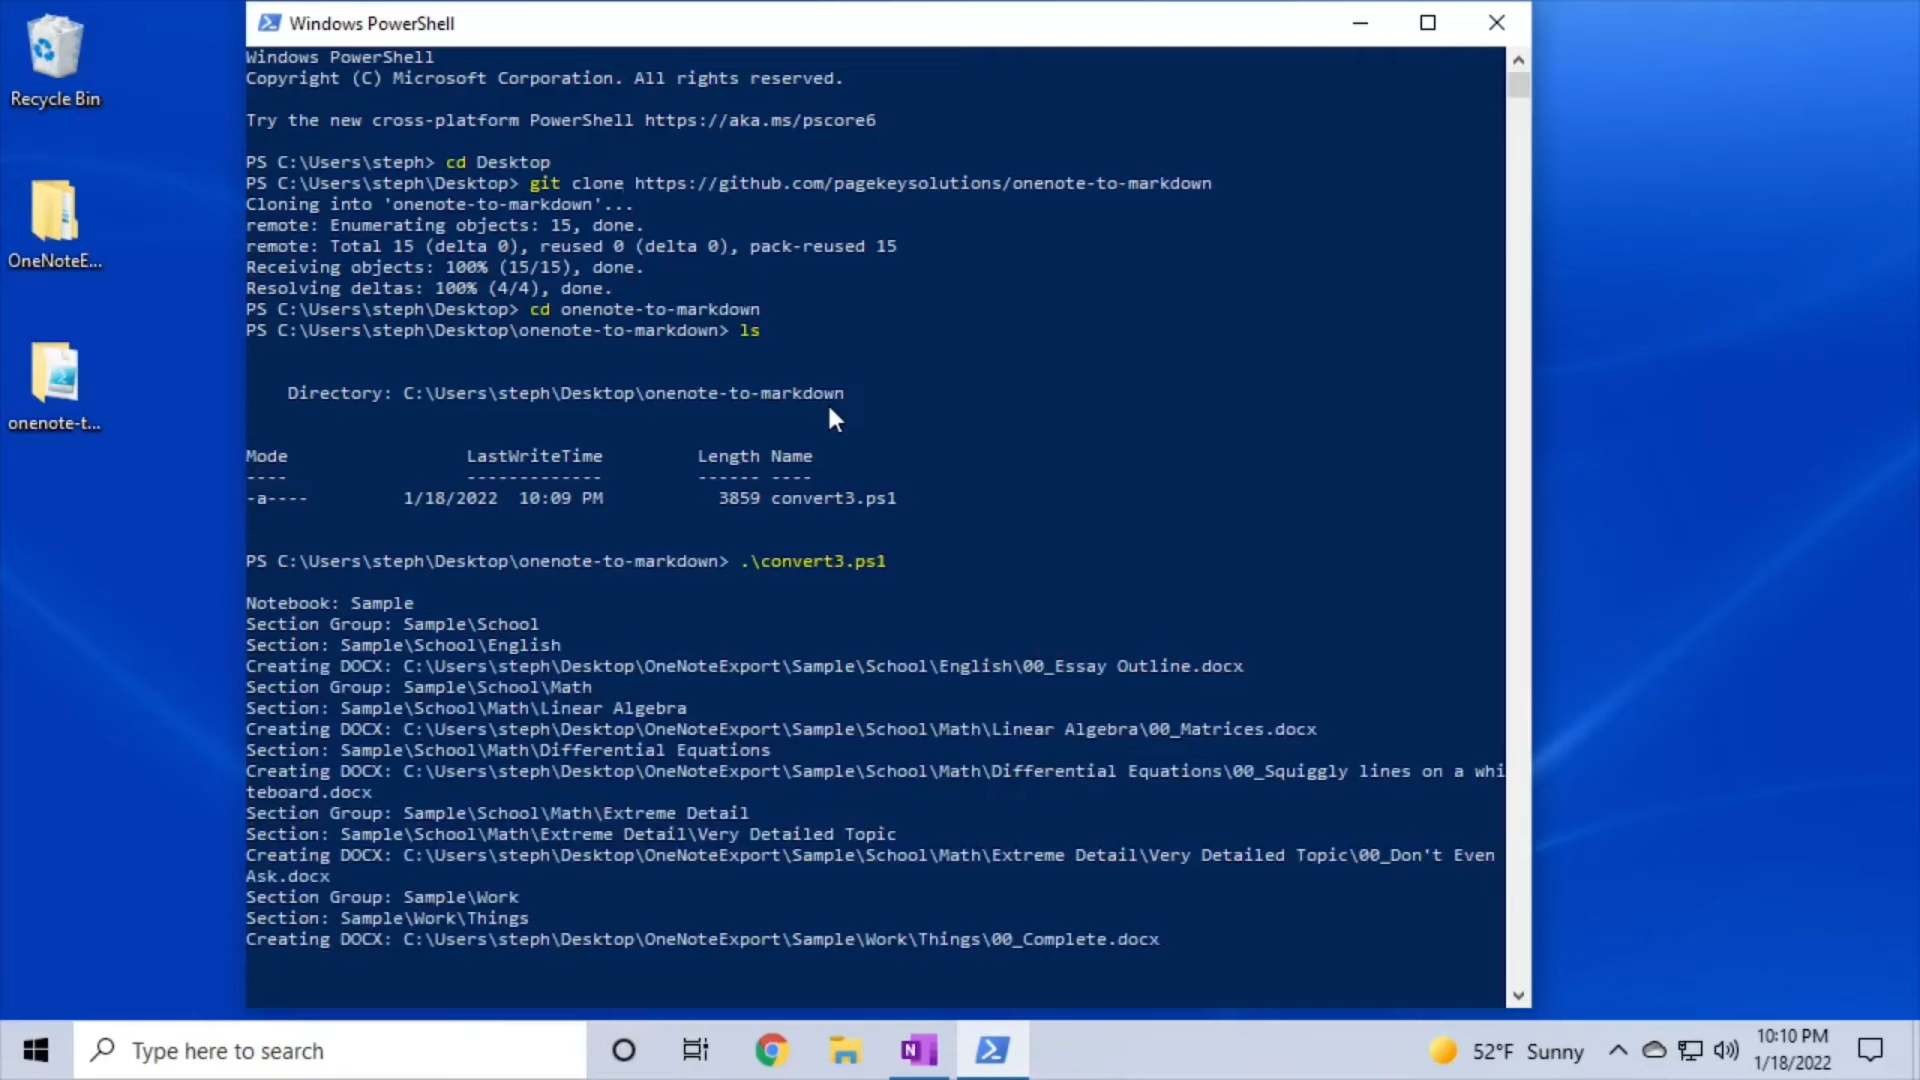 Recycle Bin
OneNoteE...
onenote-t...
Windows PowerShell
Windows PowerShell
Copyright (C) Microsoft Corporation. All rights reserved.
Try the new cross-platform PowerShell https://aka.ms/pscore6
PS C:\Users\steph> cd Desktop
PS C:\Users\steph\Desktop> git clone https://github.com/pagekeysolutions/onenote-to-markdown
Cloning into 'onenote-to-markdown'...
remote: Enumerating objects: 15, done.
remote: Total 15 (delta 0), reused 0 (delta 0), pack-reused 15
Receiving objects: 100% (15/15), done.
Resolving deltas: 100% (4/4), done.
PS C:\Users\steph\Desktop> cd onenote-to-markdown
PS C:\Users\steph\Desktop\onenote-to-markdown> ls
Directory: C:\Users\steph\Desktop\onenote-to-markdown
Mode LastWriteTime Length Name
---- ------------- ------ ----
-a---- 1/18/2022 10:09 PM 3859 convert3.ps1
PS C:\Users\steph\Desktop\onenote-to-markdown> .\convert3.ps1
Notebook: Sample
Section Group: Sample\School
Section: Sample\School\English
Creating DOCX: C:\Users\steph\Desktop\OneNoteExport\Sample\School\English\00_Essay Outline.docx
Section Group: Sample\School\Math
Section: Sample\School\Math\Linear Algebra
Creating DOCX: C:\Users\steph\Desktop\OneNoteExport\Sample\School\Math\Linear Algebra\00_Matrices.docx
Section: Sample\School\Math\Differential Equations
Creating DOCX: C:\Users\steph\Desktop\OneNoteExport\Sample\School\Math\Differential Equations\00_Squiggly lines on a whi
teboard.docx
Section Group: Sample\School\Math\Extreme Detail
Section: Sample\School\Math\Extreme Detail\Very Detailed Topic
Creating DOCX: C:\Users\steph\Desktop\OneNoteExport\Sample\School\Math\Extreme Detail\Very Detailed Topic\00_Don't Even
Ask.docx
Section Group: Sample\Work
Section: Sample\Work\Things
Creating DOCX: C:\Users\steph\Desktop\OneNoteExport\Sample\Work\Things\00_Complete.docx
Type here to search
52°F Sunny
10:10 PM
1/18/2022